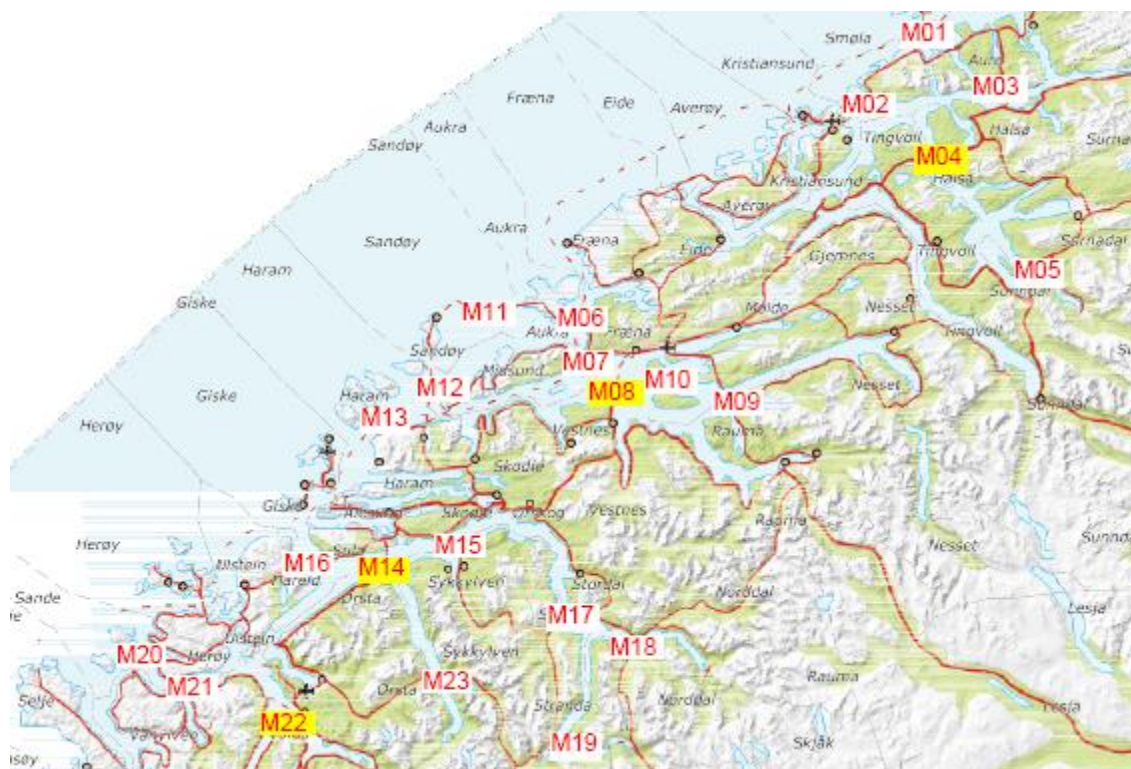 M01
Smøla
Kristiansund
Aure
M03
Fræna
Eide
Averøy
M02
Aukra
Tingvoll
Halsa
Sandøy
M04
Surna
Halsa
Kristiansund
Averøy
Aukra
Sandøy
Fræna
Eide
Tingvoll
Surnadal
Gjemnes
Haram
M05
Giske
Nesset
Sunndal
Molde
M11
M06
Aukra
Fræna
Tingvoll
Sandøy
M07
Midsund
M08
M10
Nesset
Giske
Haram
M12
M09
Sunndal
Herøy
M13
Vestnes
Rauma
Skodje
Haram
Giske
Ålesund
Skodje
Ørskog
Vestnes
Rauma
Herøy
M15
Nesset
Sunnda
Ulstein
M16
Sula
M14
Hareid
Sykkylven
Stordal
Sande
Ørsta
Norddal
M17
Lesja
Ulstein
M18
M20
Herøy
Sykkylven
M23
Rauma
M21
Ørsta
Norddal
Selje
Stranda
Lesja
M22
Vanylven
M19
Skjåk